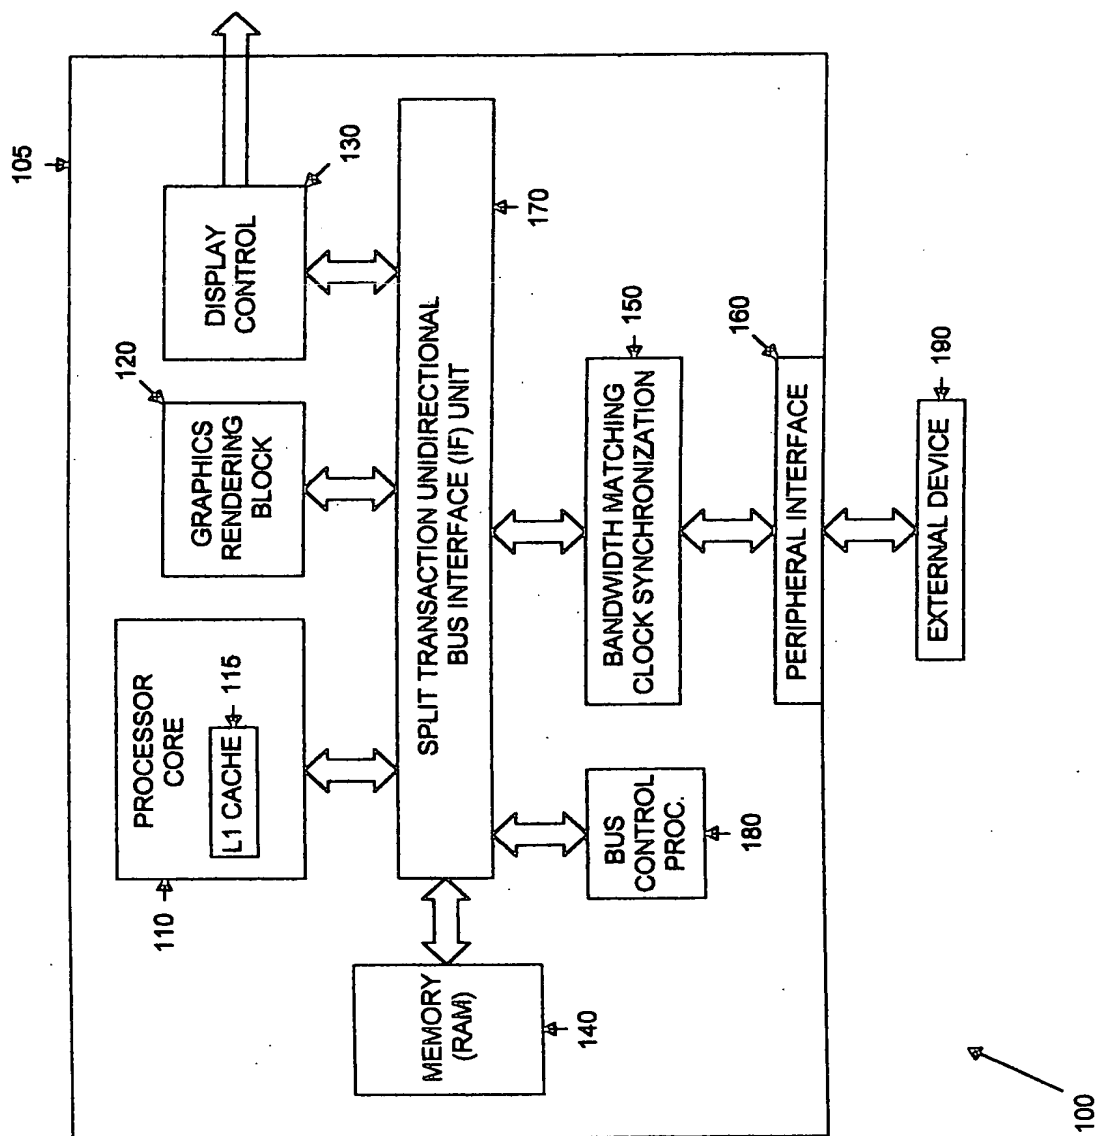 105
DISPLAY
CONTROL
130
120
GRAPHICS
RENDERING
BLOCK
PROCESSOR
CORE
L1 CACHE
115
110
SPLIT TRANSACTION UNIDIRECTIONAL
BUS INTERFACE (IF) UNIT
170
MEMORY
(RAM)
140
BUS
CONTROL
PROC.
180
BANDWIDTH MATCHING
CLOCK SYNCHRONIZATION
150
PERIPHERAL INTERFACE
160
EXTERNAL DEVICE
190
100